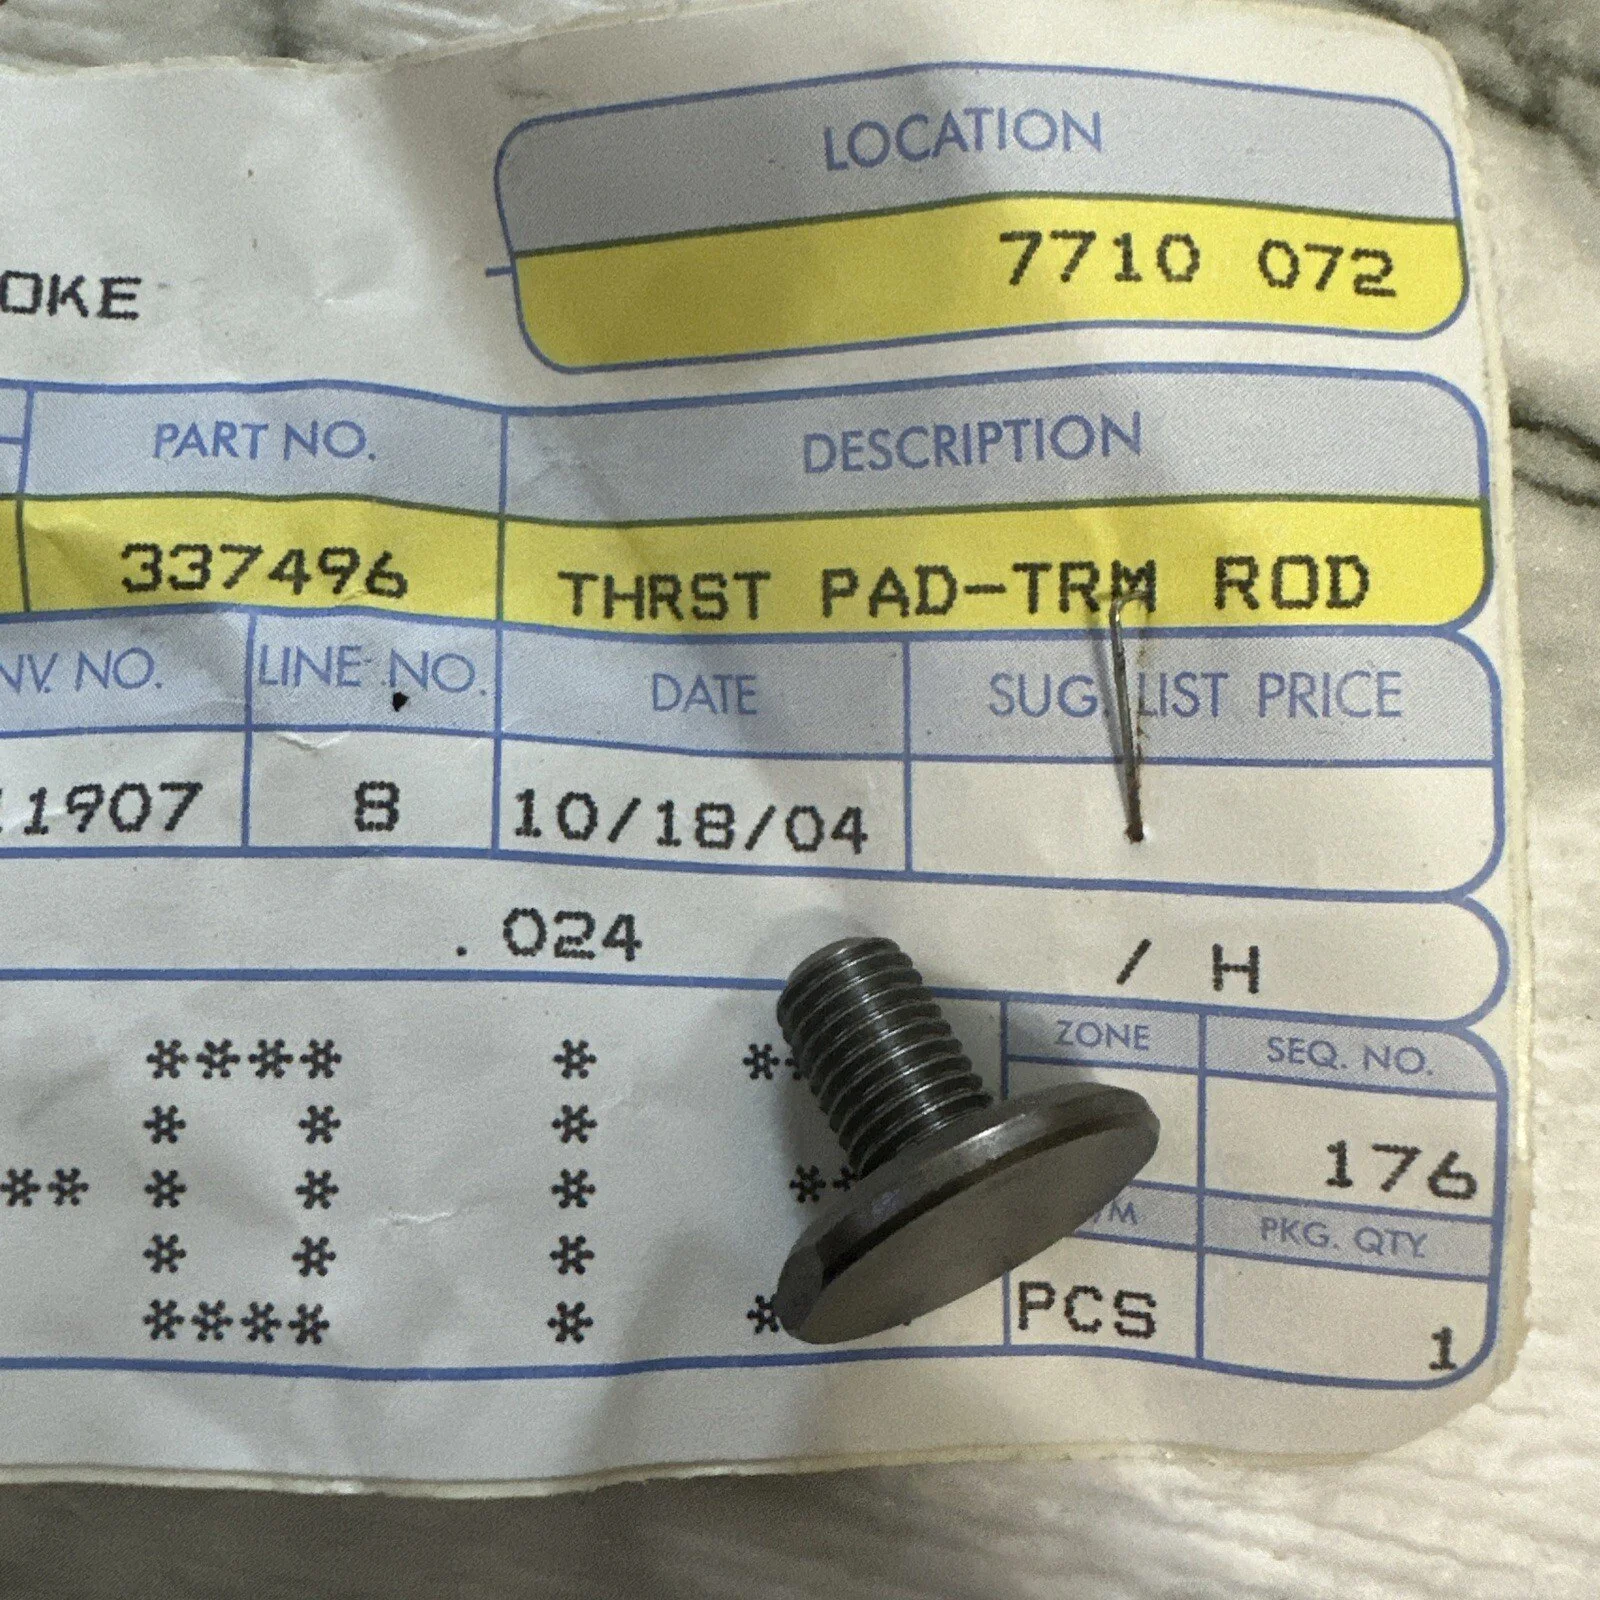 LOCATION
7710 072
OKE
PART NO. DESCRIPTION
337496 THRST PAD-TRM ROD
NV. NO. LINE NO. DATE SUG. LIST PRICE
11907 8 10/18/04
.024 / H
**** * **
* * *
** * * * **
* * *
**** * *
ZONE SEQ. NO.
176
/M PKG. QTY.
PCS 1